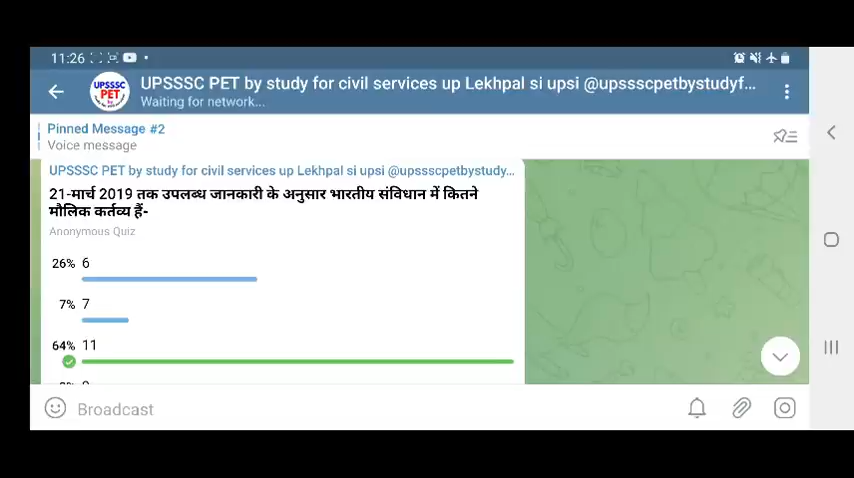 11:26
UPSSSC PET by study for civil services up Lekhpal si upsi @upssscpetbystudyf...
Waiting for network...
UPSSSC
PET
Pinned Message #2
Voice message
UPSSSC PET by study for civil services up Lekhpal si upsi @upssscpetbystudy...
21-मार्च 2019 तक उपलब्ध जानकारी के अनुसार भारतीय संविधान में कितने
मौलिक कर्तव्य हैं-
Anonymous Quiz
26% 6
7% 7
64% 11
Broadcast